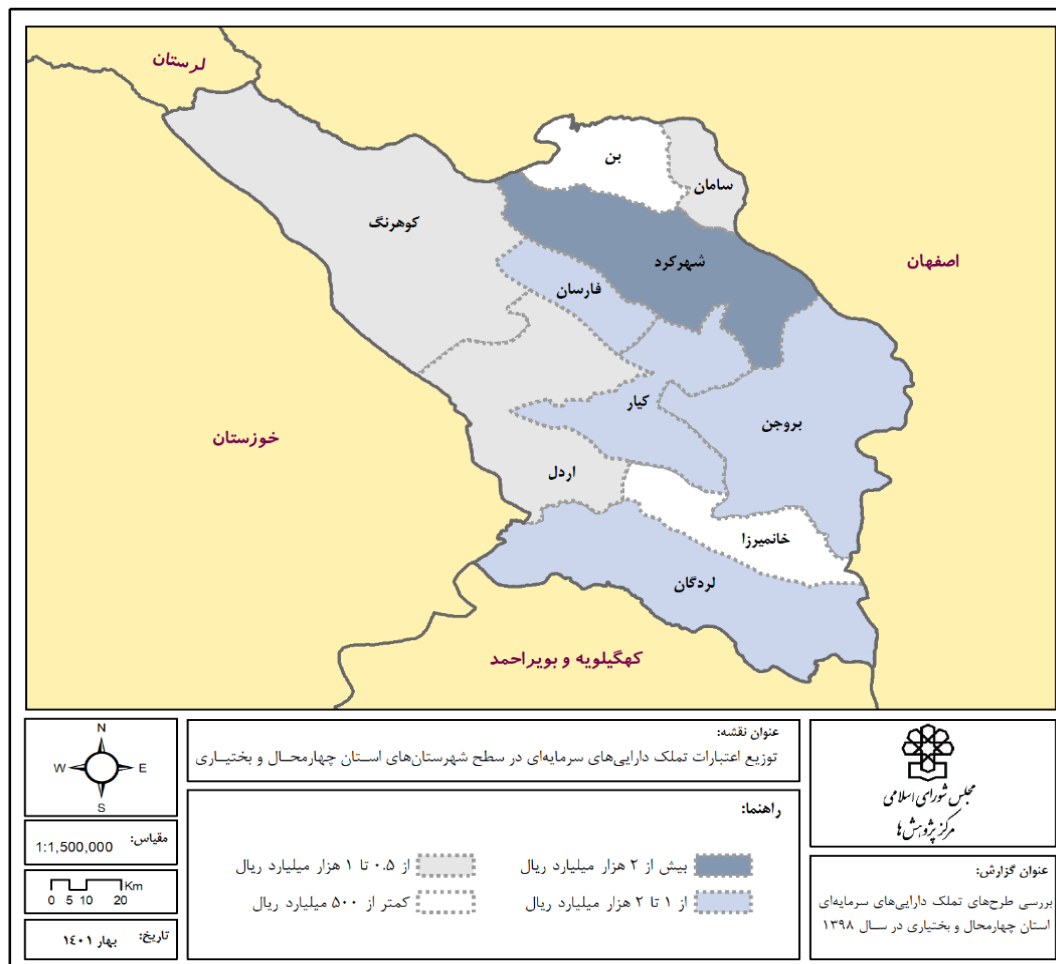 لرستان
بن
سامان
کوهرنگ
شهرکرد
اصفهان
فارسان
کیار
بروجن
خوزستان
اردل
خانمیرزا
لردگان
کهگیلویه و بویراحمد
عنوان نقشه:
توزیع اعتبارات تملک دارایی‌های سرمایه‌ای در سطح شهرستان‌های استان چهارمحال و بختیاری
راهنما:
بیش از ۲ هزار میلیارد ریال
از ۰.۵ تا ۱ هزار میلیارد ریال
از ۱ تا ۲ هزار میلیارد ریال
کمتر از ۵۰۰ میلیارد ریال
مجلس شورای اسلامی
مرکز پژوهش‌ها
عنوان گزارش:
بررسی طرح‌های تملک دارایی‌های سرمایه‌ای
استان چهارمحال و بختیاری در سال ۱۳۹۸
N
W E
S
مقیاس: 1:1,500,000
Km
0 5 10 20
تاریخ: بهار ۱۴۰۱